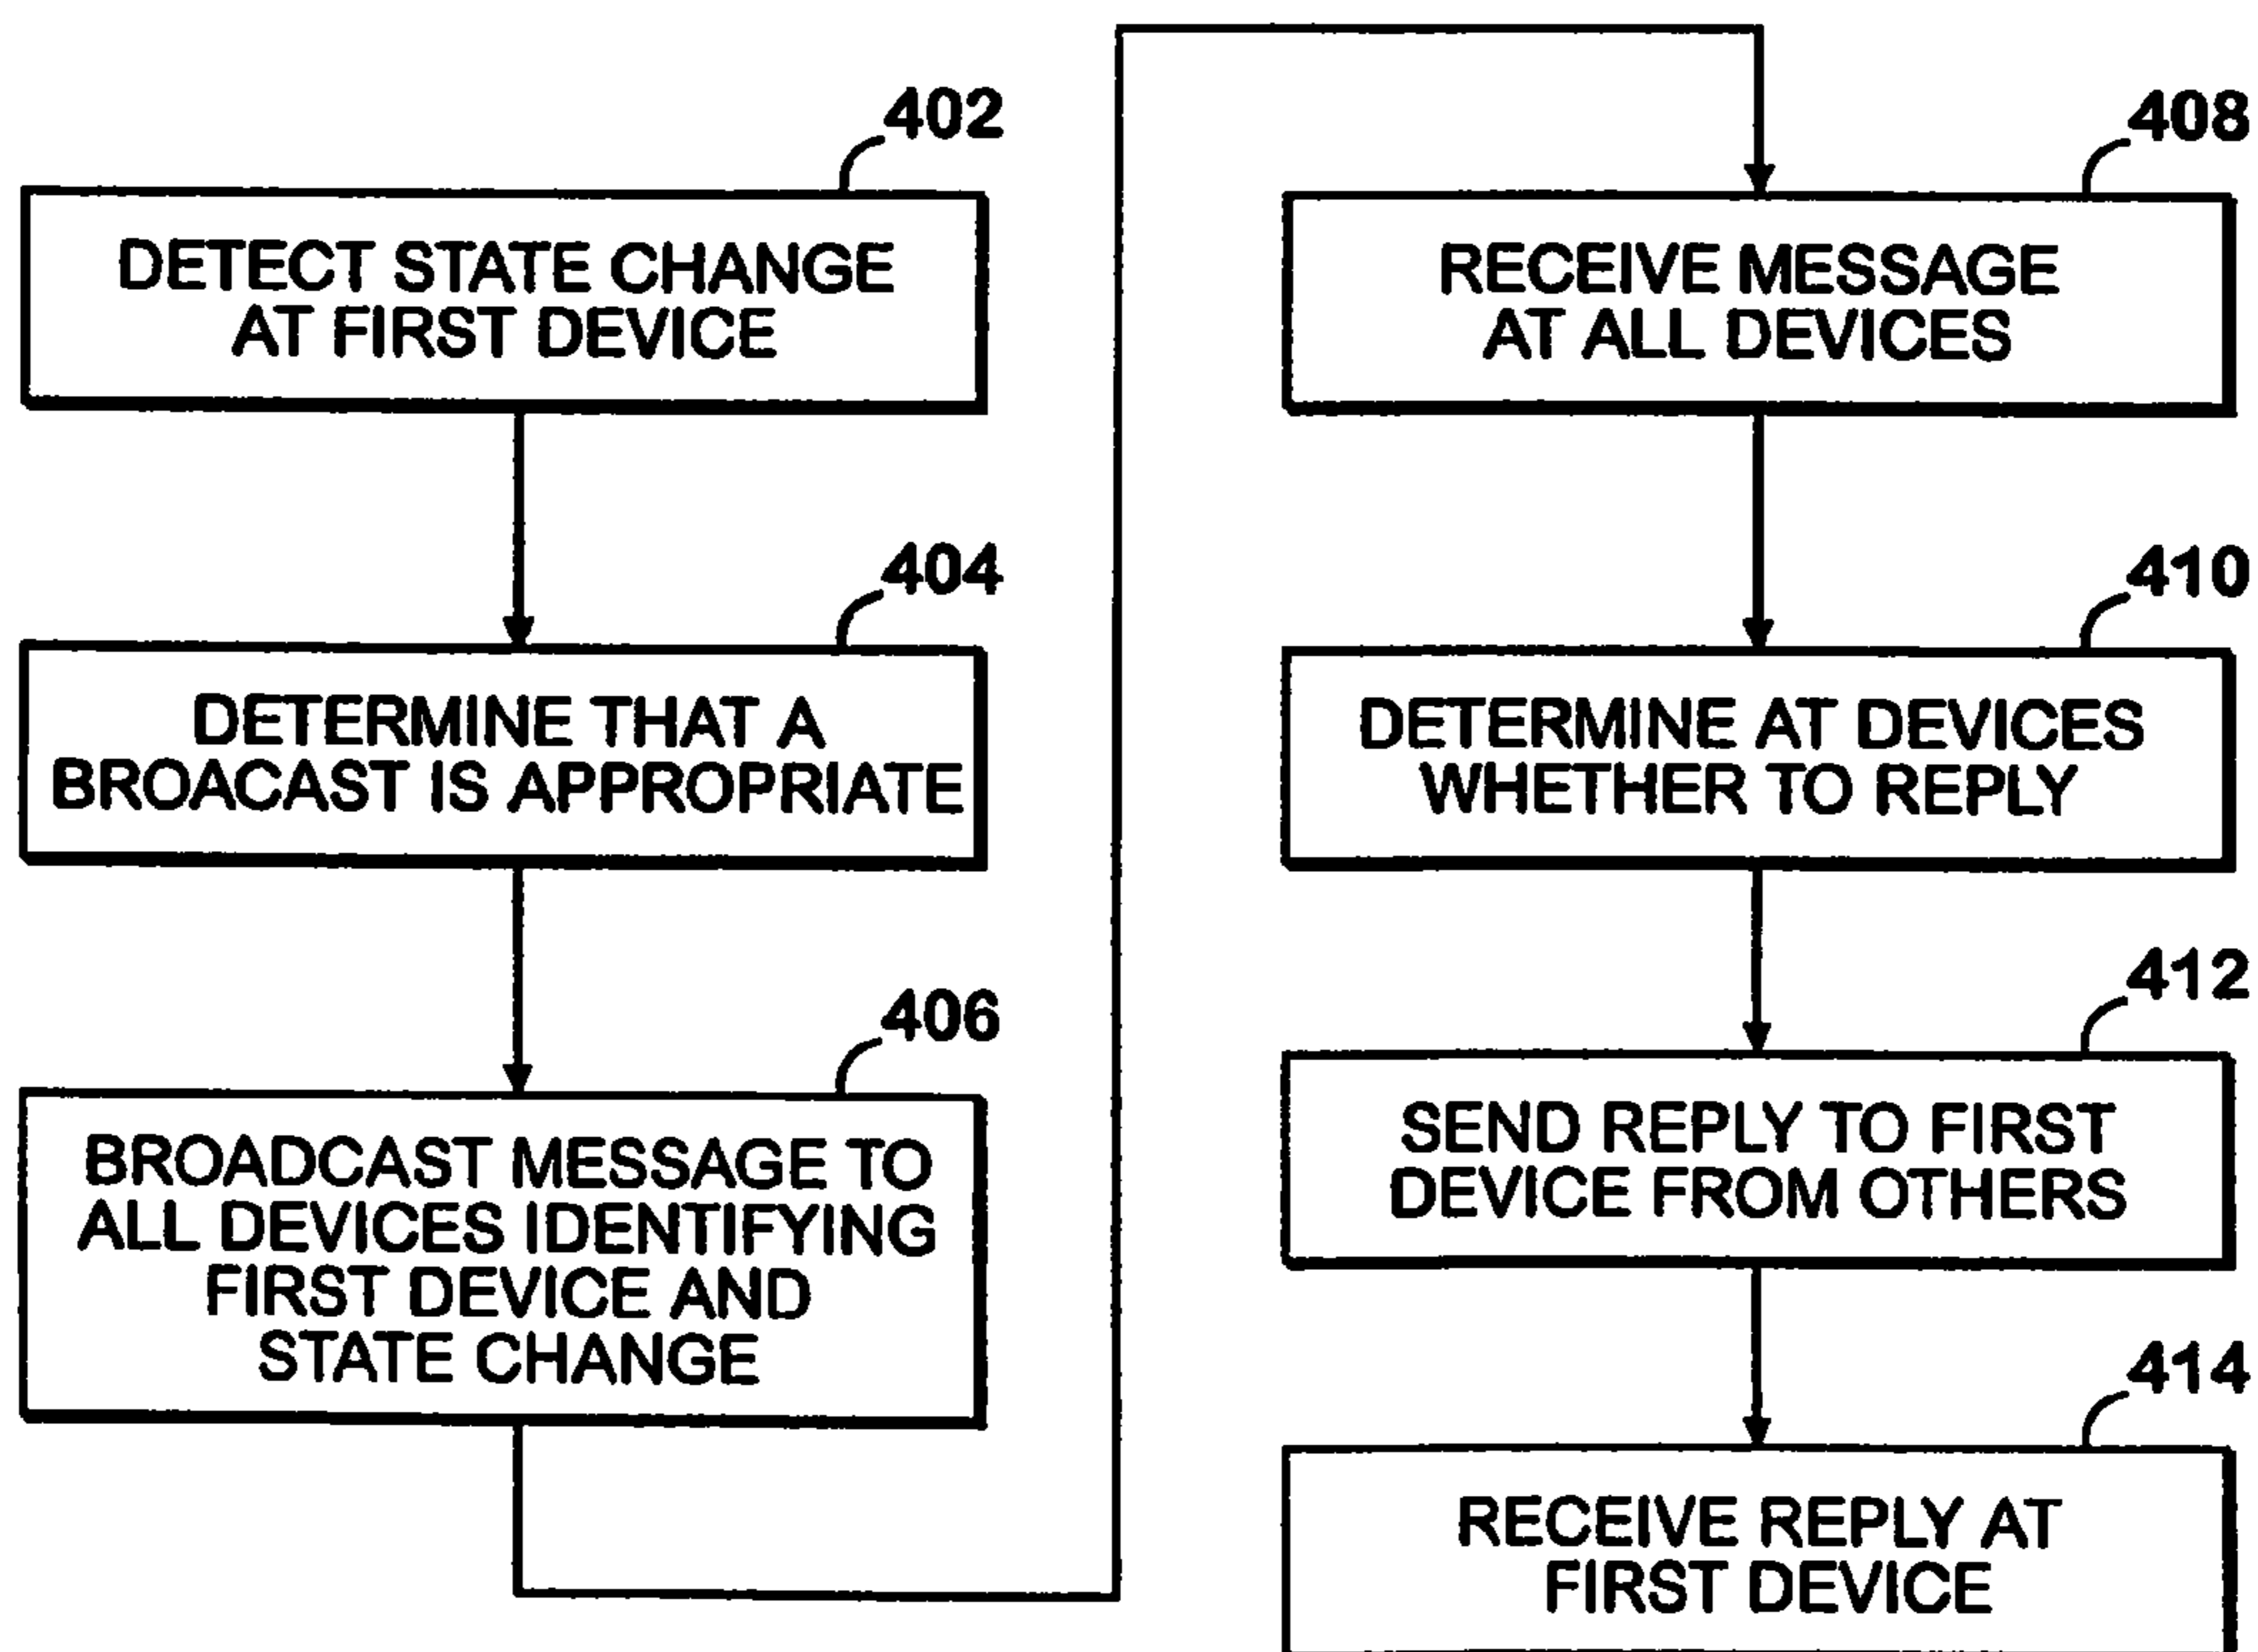 402
DETECT STATE CHANGE
AT FIRST DEVICE
404
DETERMINE THAT A
BROACAST IS APPROPRIATE
406
BROADCAST MESSAGE TO
ALL DEVICES IDENTIFYING
FIRST DEVICE AND
STATE CHANGE
408
RECEIVE MESSAGE
AT ALL DEVICES
410
DETERMINE AT DEVICES
WHETHER TO REPLY
412
SEND REPLY TO FIRST
DEVICE FROM OTHERS
414
RECEIVE REPLY AT
FIRST DEVICE